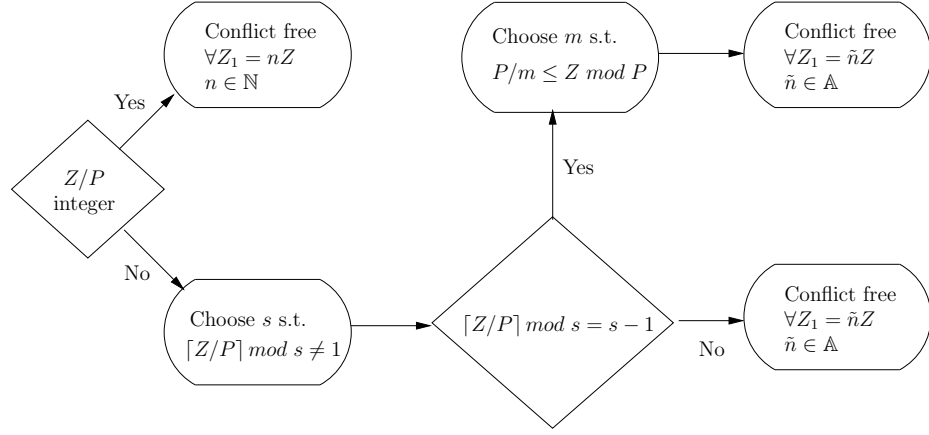 Conflict free
∀Z₁ = nZ
n ∈ ℕ
Yes
Z/P
integer
No
Choose s s.t.
⌈Z/P⌉ mod s ≠ 1
⌈Z/P⌉ mod s = s − 1
Yes
Choose m s.t.
P/m ≤ Z mod P
Conflict free
∀Z₁ = ñZ
ñ ∈ 𝔸
No
Conflict free
∀Z₁ = ñZ
ñ ∈ 𝔸